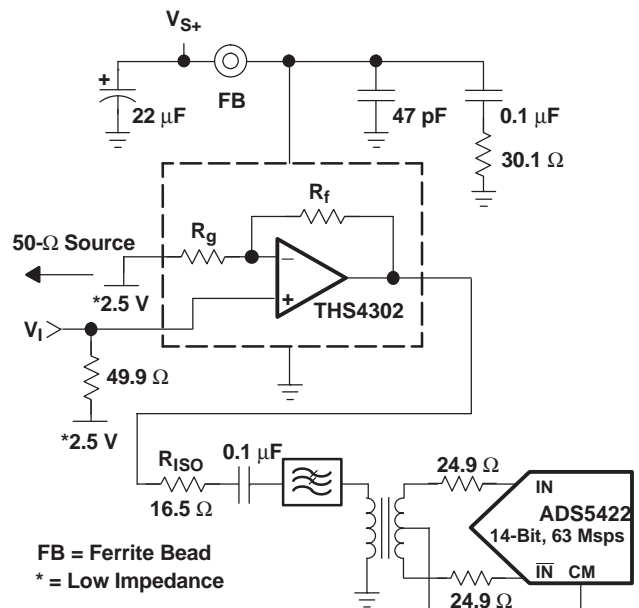 VS+
+
FB
22 μF
47 pF
0.1 μF
30.1 Ω
Rf
Rg
50-Ω Source
*2.5 V
−
+
THS4302
VI
49.9 Ω
*2.5 V
RISO
0.1 μF
16.5 Ω
24.9 Ω
IN
ADS5422
14-Bit, 63 Msps
IN CM
24.9 Ω
FB = Ferrite Bead
* = Low Impedance